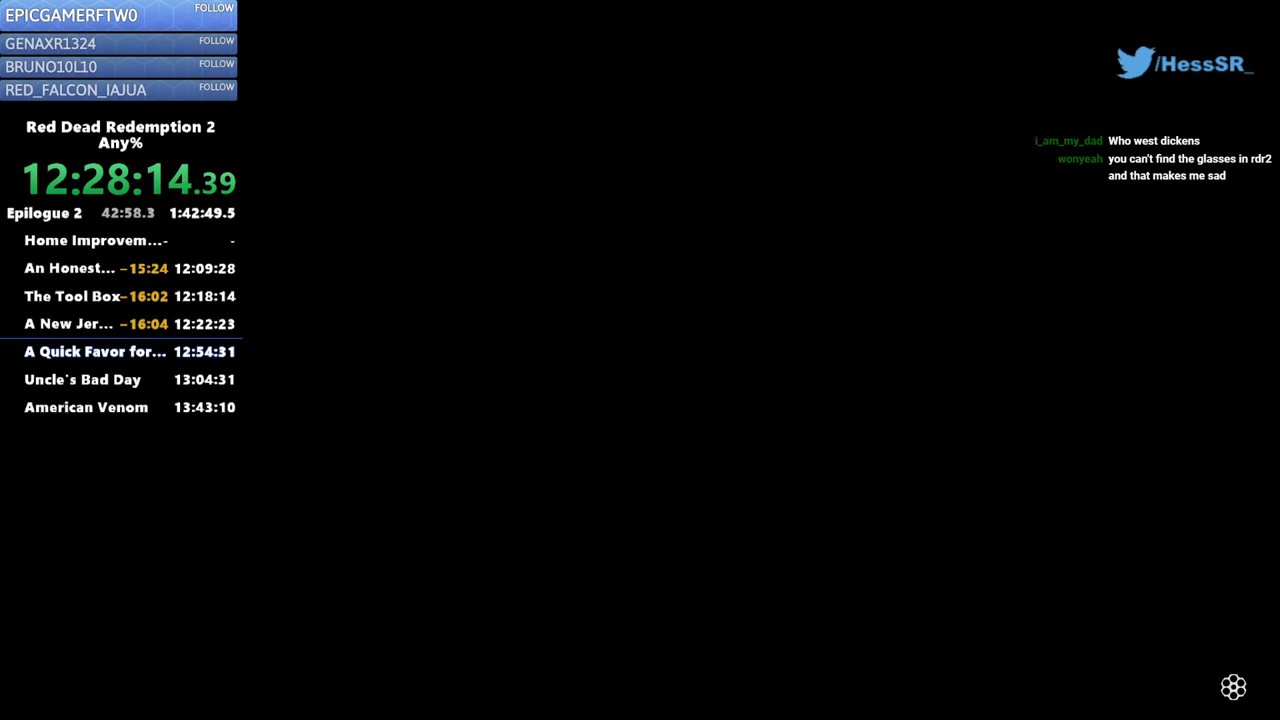 EPICGAMERFTW0 FOLLOW
GENAXR1324 FOLLOW
BRUNO10L10 FOLLOW
RED_FALCON_IAJUA FOLLOW
/HessSR_
Red Dead Redemption 2
Any%
12:28:14.39
Epilogue 2 42:58.3 1:42:49.5
Home Improvem...- -
An Honest... −15:24 12:09:28
The Tool Box −16:02 12:18:14
A New Jer... −16:04 12:22:23
A Quick Favor for... 12:54:31
Uncle's Bad Day 13:04:31
American Venom 13:43:10
i_am_my_dad Who west dickens
wonyeah you can't find the glasses in rdr2
and that makes me sad